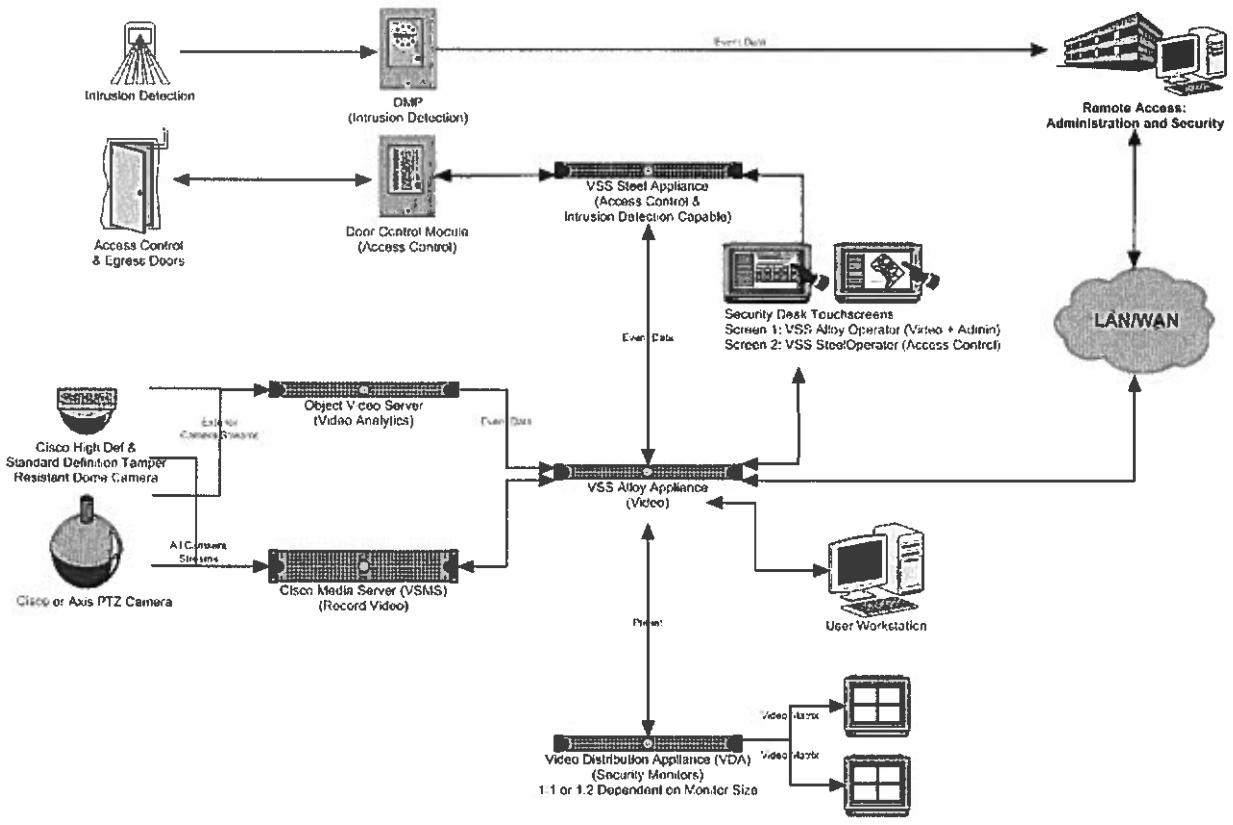 Event Data
Intrusion Detection
DMP
(Intrusion Detection)
Remote Access:
Administration and Security
VSS Steel Appliance
(Access Control &
Intrusion Detection Capable)
Door Control Module
(Access Control)
Access Control
& Egress Doors
Security Desk Touchscreens
Screen 1: VSS Alloy Operator (Video + Admin)
Screen 2: VSS SteelOperator (Access Control)
LAN/WAN
Event Data
Object Video Server
(Video Analytics)
Exterior
Camera Streams
Event Data
Cisco High Def &
Standard Definition Tamper
Resistant Dome Camera
VSS Alloy Appliance
(Video)
All Camera
Streams
Cisco Media Server (VSMS)
(Record Video)
Cisco or Axis PTZ Camera
User Workstation
Preset
Video Matrix
Video Matrix
Video Distribution Appliance (VDA)
(Security Monitors)
1:1 or 1:2 Dependent on Monitor Size